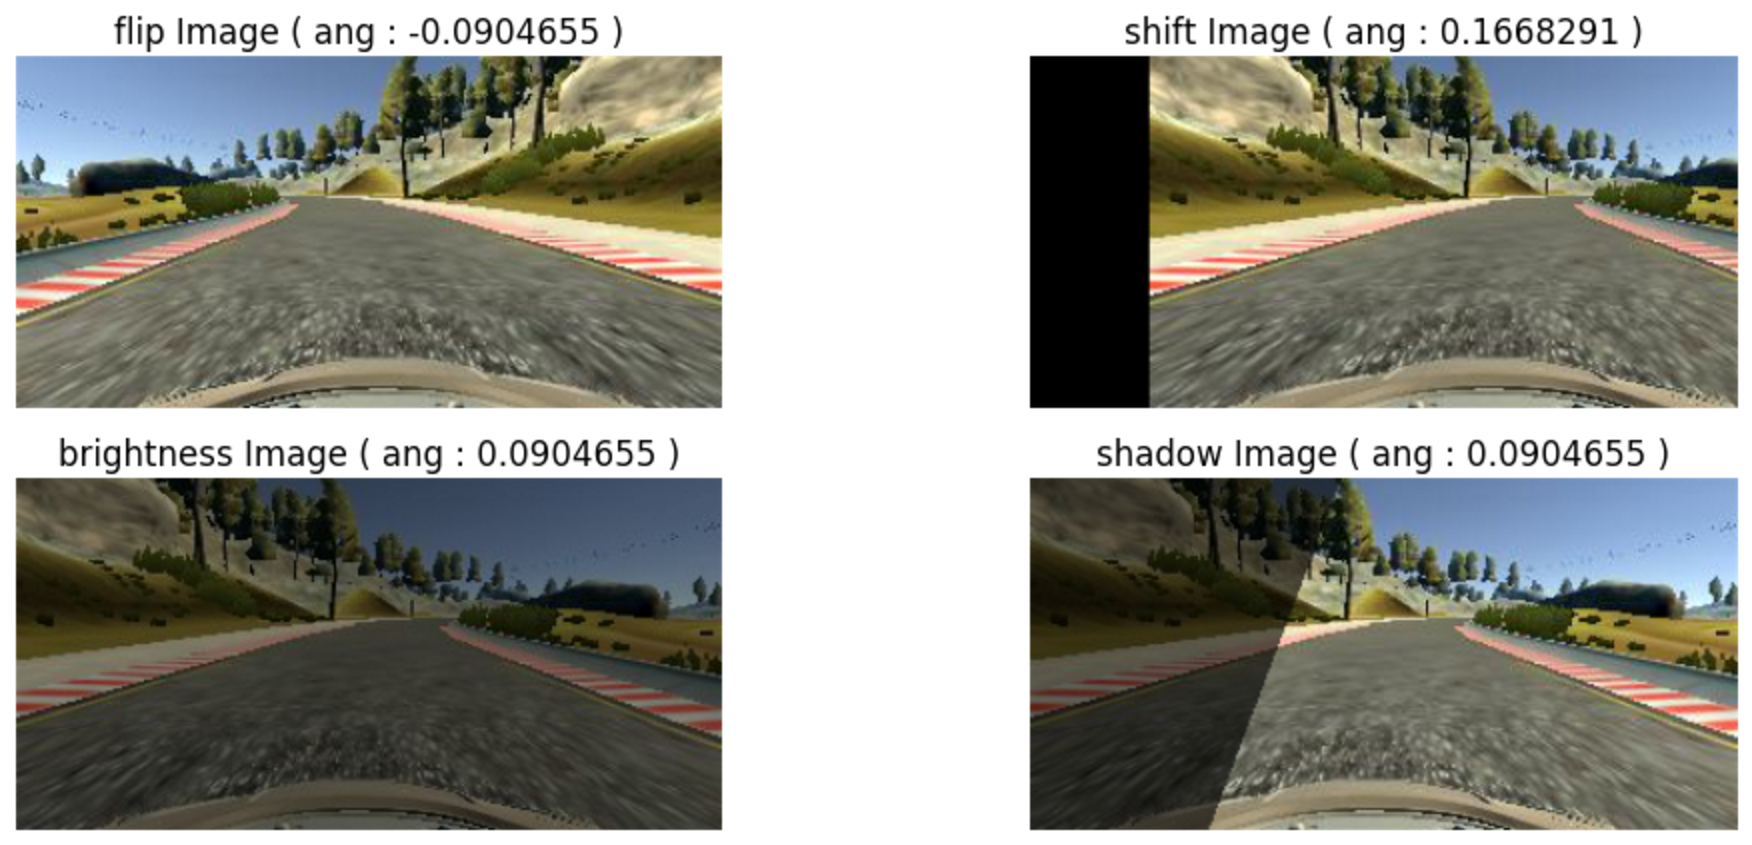 flip Image ( ang : -0.0904655 )
shift Image ( ang : 0.1668291 )
brightness Image ( ang : 0.0904655 )
shadow Image ( ang : 0.0904655 )